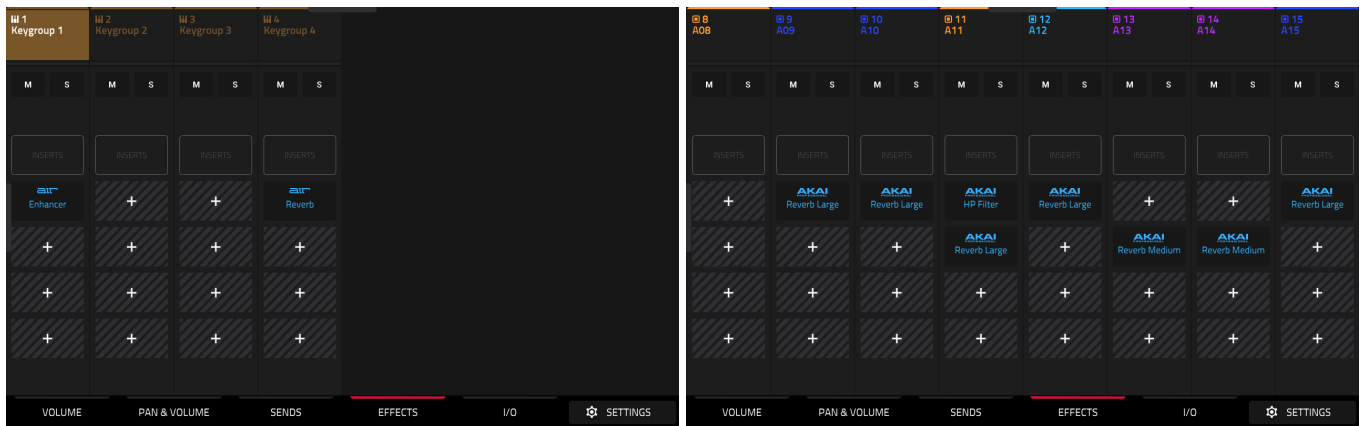 1 2 3 4
Keygroup 1 Keygroup 2 Keygroup 3 Keygroup 4
M S M S M S M S
INSERTS INSERTS INSERTS INSERTS
air air
Enhancer + + Reverb
+ + + +
+ + + +
+ + + +
VOLUME PAN & VOLUME SENDS EFFECTS I/O SETTINGS
8 9 10 11 12 13 14 15
A08 A09 A10 A11 A12 A13 A14 A15
M S M S M S M S M S M S M S M S
INSERTS INSERTS INSERTS INSERTS INSERTS INSERTS INSERTS INSERTS
AKAI AKAI AKAI AKAI AKAI
+ Reverb Large Reverb Large HP Filter Reverb Large + + Reverb Large
AKAI AKAI AKAI
+ + + Reverb Large + Reverb Medium Reverb Medium +
+ + + + + + + +
+ + + + + + + +
VOLUME PAN & VOLUME SENDS EFFECTS I/O SETTINGS